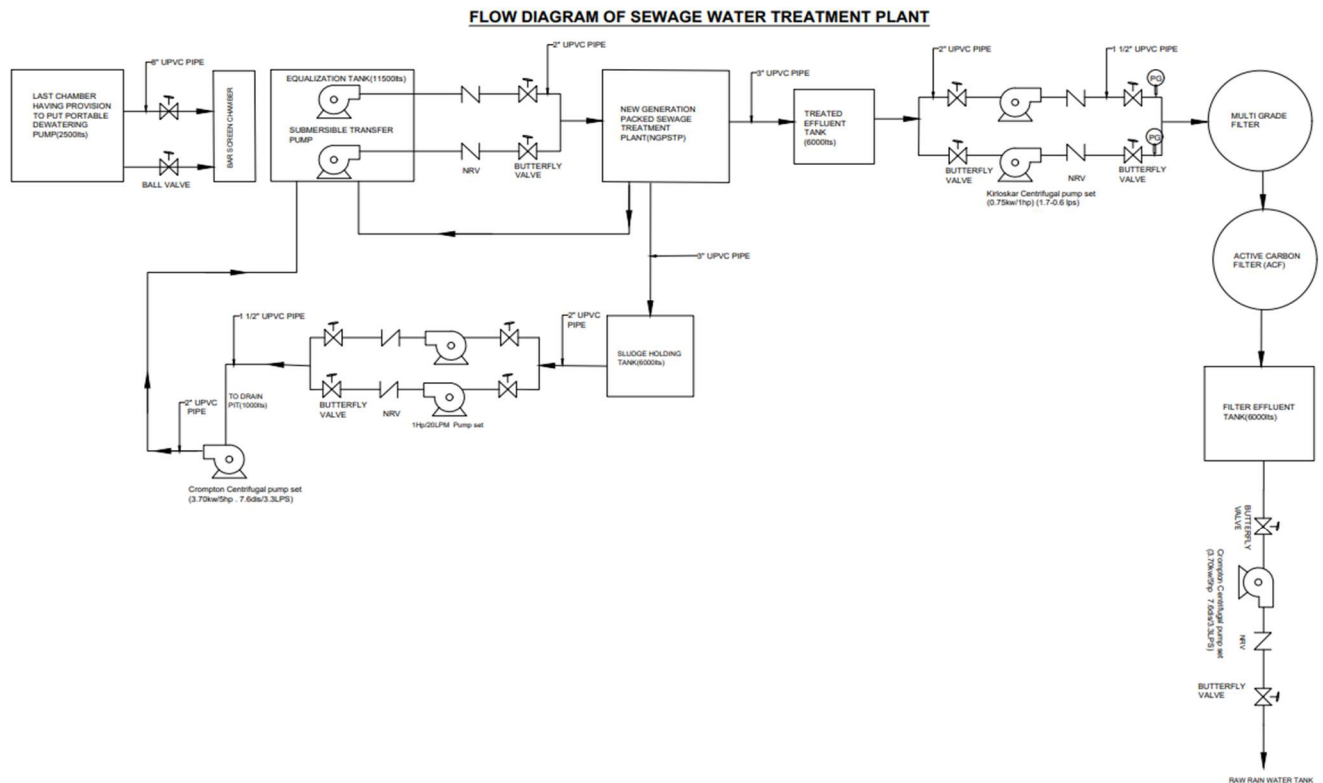 FLOW DIAGRAM OF SEWAGE WATER TREATMENT PLANT
LAST CHAMBER
HAVING PROVISION
TO PUT PORTABLE
DEWATERING
PUMP(2500lts)
6" UPVC PIPE
BALL VALVE
BAR SCREEN CHAMBER
EQUALIZATION TANK(11500lts)
SUBMERSIBLE TRANSFER
PUMP
2" UPVC PIPE
NRV
BUTTERFLY
VALVE
NEW GENERATION
PACKED SEWAGE
TREATMENT
PLANT(NGPSTP)
3" UPVC PIPE
TREATED
EFFLUENT
TANK
(6000lts)
2" UPVC PIPE
1 1/2" UPVC PIPE
PG
PG
BUTTERFLY
VALVE
NRV
BUTTERFLY
VALVE
Kirloskar Centrifugal pump set
(0.75kw/1hp) (1.7-0.6 lps)
MULTI GRADE
FILTER
ACTIVE CARBON
FILTER (ACF)
3" UPVC PIPE
SLUDGE HOLDING
TANK(6000lts)
2" UPVC
PIPE
1 1/2" UPVC PIPE
BUTTERFLY
VALVE
NRV
1Hp/20LPM Pump set
TO DRAIN
PIT(1000lts)
2" UPVC
PIPE
Crompton Centrifugal pump set
(3.70kw/5hp . 7.6dis/3.3LPS)
FILTER EFFLUENT
TANK(6000lts)
BUTTERFLY
VALVE
Crompton Centrifugal pump set
(3.70kw/5hp 7.6dis/3.3LPS)
NRV
BUTTERFLY
VALVE
RAW RAIN WATER TANK